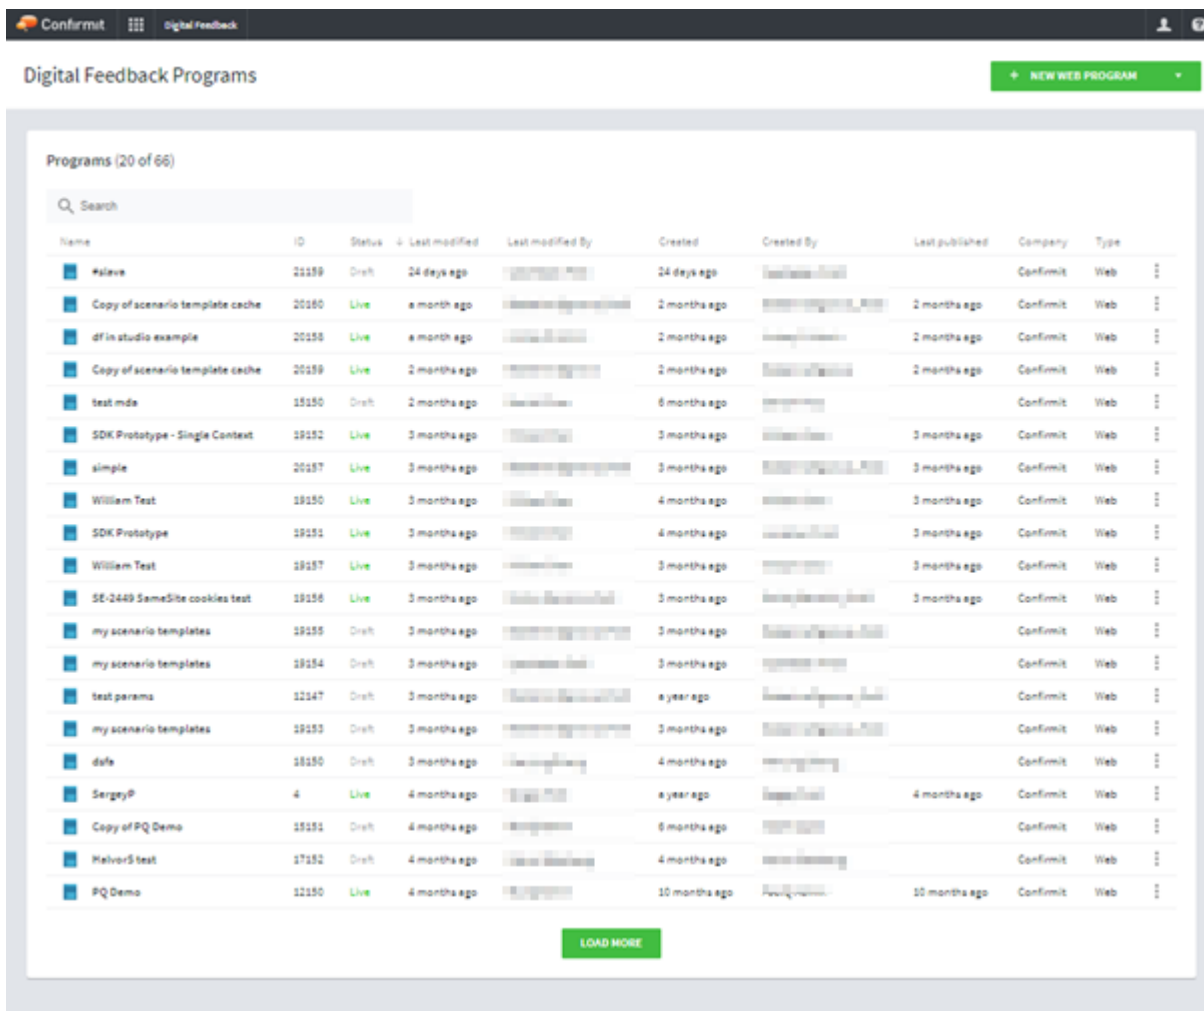 Confirmit Digital Feedback
Digital Feedback Programs
+ NEW WEB PROGRAM
Programs (20 of 66)
Search
Name ID Status Last modified Last modified By Created Created By Last published Company Type
#slava 21159 Draft 24 days ago 24 days ago Confirmit Web
Copy of scenario template cache 20160 Live a month ago 2 months ago 2 months ago Confirmit Web
df in studio example 20158 Live a month ago 2 months ago 2 months ago Confirmit Web
Copy of scenario template cache 20159 Live 2 months ago 2 months ago 2 months ago Confirmit Web
test mda 15150 Draft 2 months ago 6 months ago Confirmit Web
SDK Prototype - Single Context 19152 Live 3 months ago 3 months ago 3 months ago Confirmit Web
simple 20157 Live 3 months ago 3 months ago 3 months ago Confirmit Web
William Test 19150 Live 3 months ago 4 months ago 3 months ago Confirmit Web
SDK Prototype 19151 Live 3 months ago 4 months ago 3 months ago Confirmit Web
William Test 19157 Live 3 months ago 3 months ago 3 months ago Confirmit Web
SE-2449 SameSite cookies test 19156 Live 3 months ago 3 months ago 3 months ago Confirmit Web
my scenario templates 19155 Draft 3 months ago 3 months ago Confirmit Web
my scenario templates 19154 Draft 3 months ago 3 months ago Confirmit Web
test params 12147 Draft 3 months ago a year ago Confirmit Web
my scenario templates 19153 Draft 3 months ago 3 months ago Confirmit Web
18150 Draft 3 months ago 4 months ago Confirmit Web
SergeyP 4 Live 4 months ago a year ago 4 months ago Confirmit Web
Copy of PQ Demo 15151 Draft 4 months ago 6 months ago Confirmit Web
HalvorS test 17152 Draft 4 months ago 4 months ago Confirmit Web
PQ Demo 12150 Live 4 months ago 10 months ago 10 months ago Confirmit Web
LOAD MORE